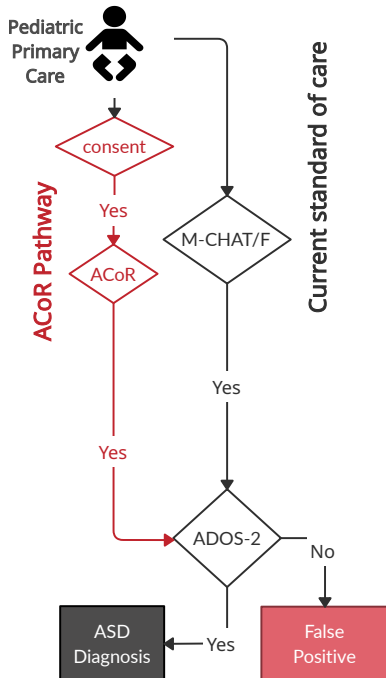 Pediatric
Primary
Care
consent
Yes
ACoR
Yes
ACoR Pathway
M-CHAT/F
Yes
Current standard of care
ADOS-2
No
Yes
ASD
Diagnosis
False
Positive